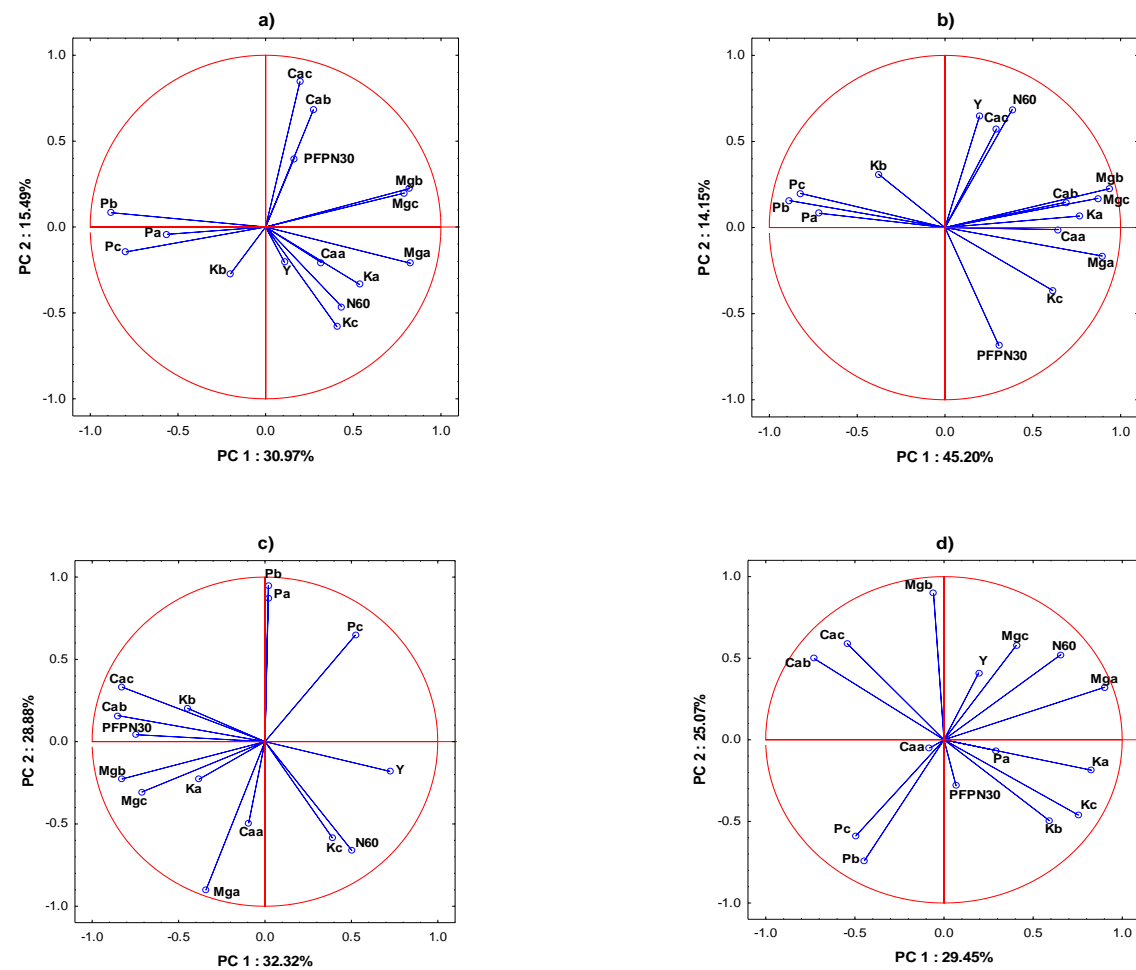 a)
1.0
0.5
0.0
-0.5
-1.0
PC 2 : 15.49%
Cac
Cab
PFPN30
Mgb
Mgc
Pb
Pa
Pc
Kb
Y
Caa
Mga
Ka
N60
Kc
-1.0 -0.5 0.0 0.5 1.0
PC 1 : 30.97%
b)
1.0
0.5
0.0
-0.5
-1.0
PC 2 : 14.15%
Y
N60
Cac
Kb
Pc
Pb
Pa
Cab
Mgb
Mgc
Ka
Caa
Mga
Kc
PFPN30
-1.0 -0.5 0.0 0.5 1.0
PC 1 : 45.20%
c)
1.0
0.5
0.0
-0.5
-1.0
PC 2 : 28.88%
Pb
Pa
Pc
Cac
Kb
Cab
PFPN30
Mgb
Mgc
Ka
Y
Caa
Kc
N60
Mga
-1.0 -0.5 0.0 0.5 1.0
PC 1 : 32.32%
d)
1.0
0.5
0.0
-0.5
-1.0
PC 2 : 25.07%
Mgb
Cac
Cab
Mgc
N60
Y
Mga
Caa
Pa
Ka
PFPN30
Kc
Kb
Pc
Pb
-1.0 -0.5 0.0 0.5 1.0
PC 1 : 29.45%